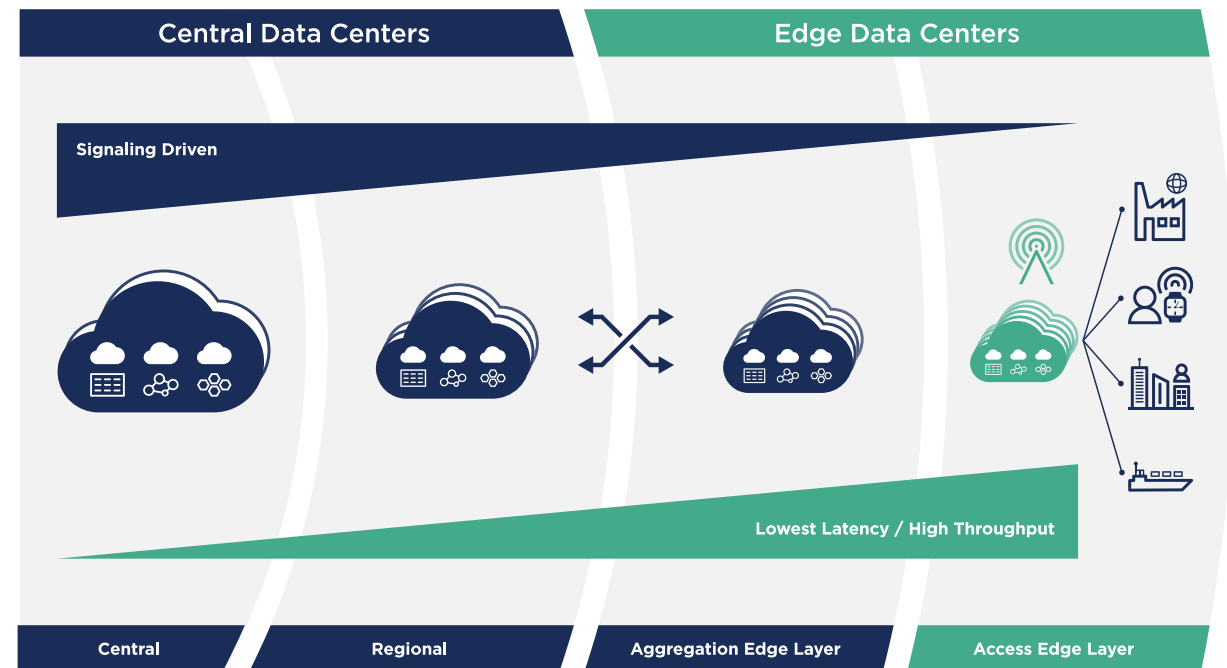 Central Data Centers
Edge Data Centers
Signaling Driven
Lowest Latency / High Throughput
Central
Regional
Aggregation Edge Layer
Access Edge Layer